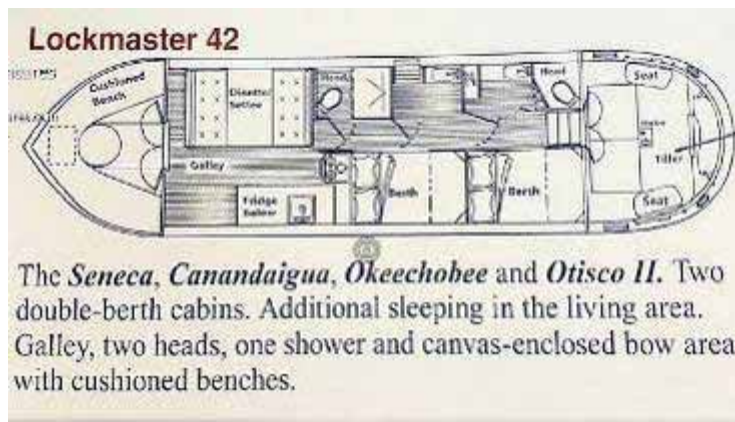 Lockmaster 42
Cushioned
Bench
Dinette/
Settee
Head
Head
Seat
Tiller
Seat
Galley
Fridge
Below
Berth
Berth
The Seneca, Canandaigua, Okeechobee and Otisco II. Two
double-berth cabins. Additional sleeping in the living area.
Galley, two heads, one shower and canvas-enclosed bow area
with cushioned benches.